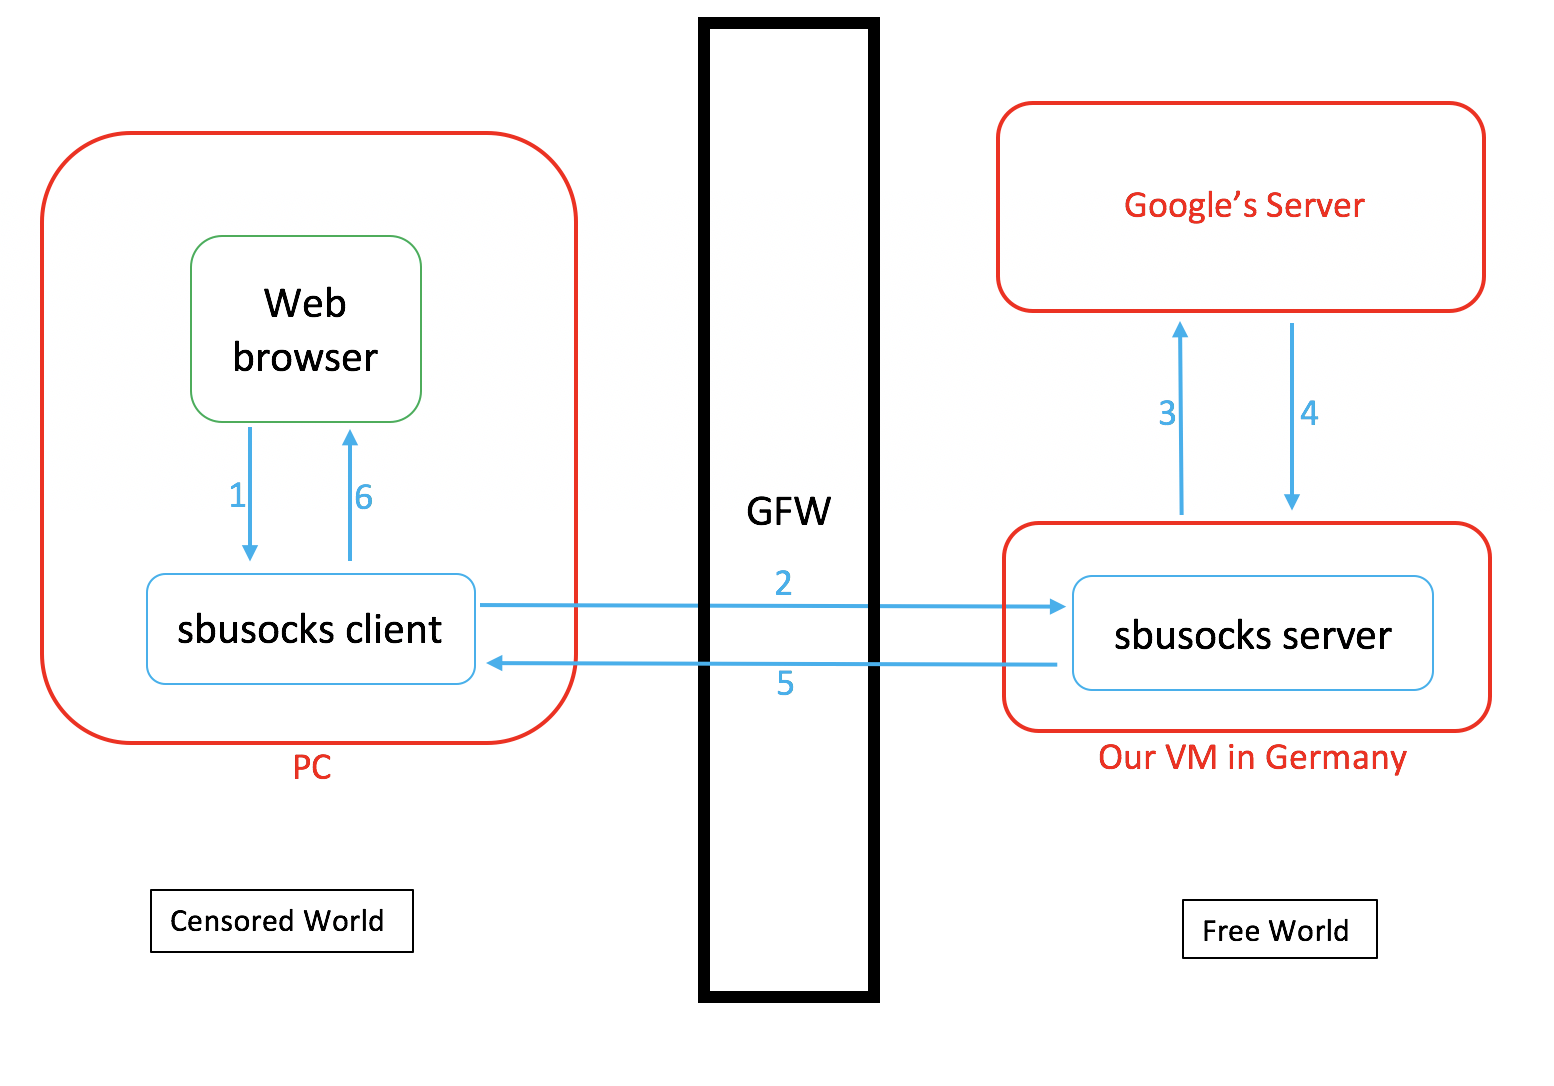 Google’s Server
Web
browser
3
4
1
6
GFW
2
sbusocks client
sbusocks server
5
PC
Our VM in Germany
Censored World
Free World